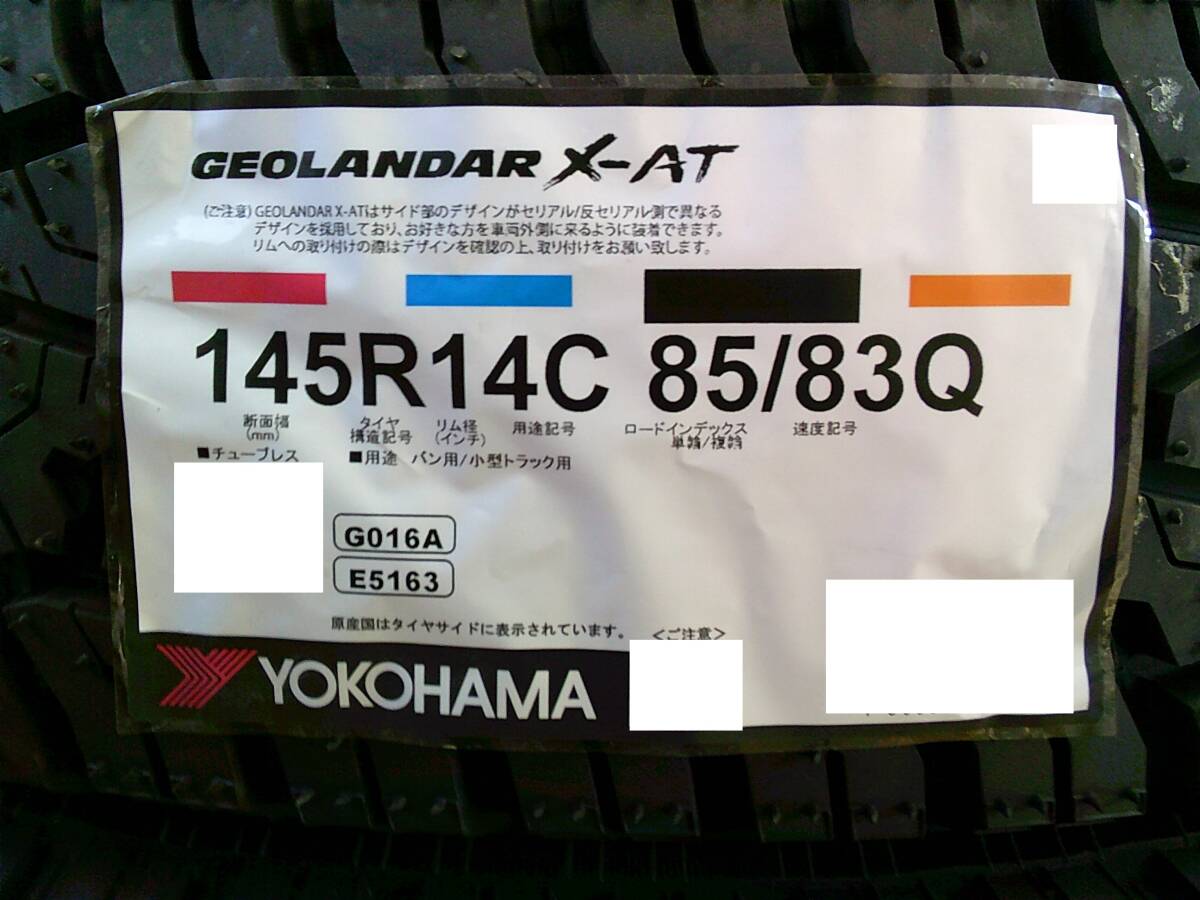 GEOLANDAR X-AT
(ご注意) GEOLANDAR X-ATはサイド部のデザインがセリアル/反セリアル側で異なる
デザインを採用しており、お好きな方を車両外側に来るように装着できます。
リムへの取り付けの際はデザインを確認の上、取り付けをお願い致します。
145R14C 85/83Q
断面幅 タイヤ リム径 用途記号 ロードインデックス 速度記号
(mm) 構造記号 (インチ) 単輪/複輪
■チューブレス ■用途 バン用/小型トラック用
G016A
E5163
原産国はタイヤサイドに表示されています。 <ご注意>
YOKOHAMA